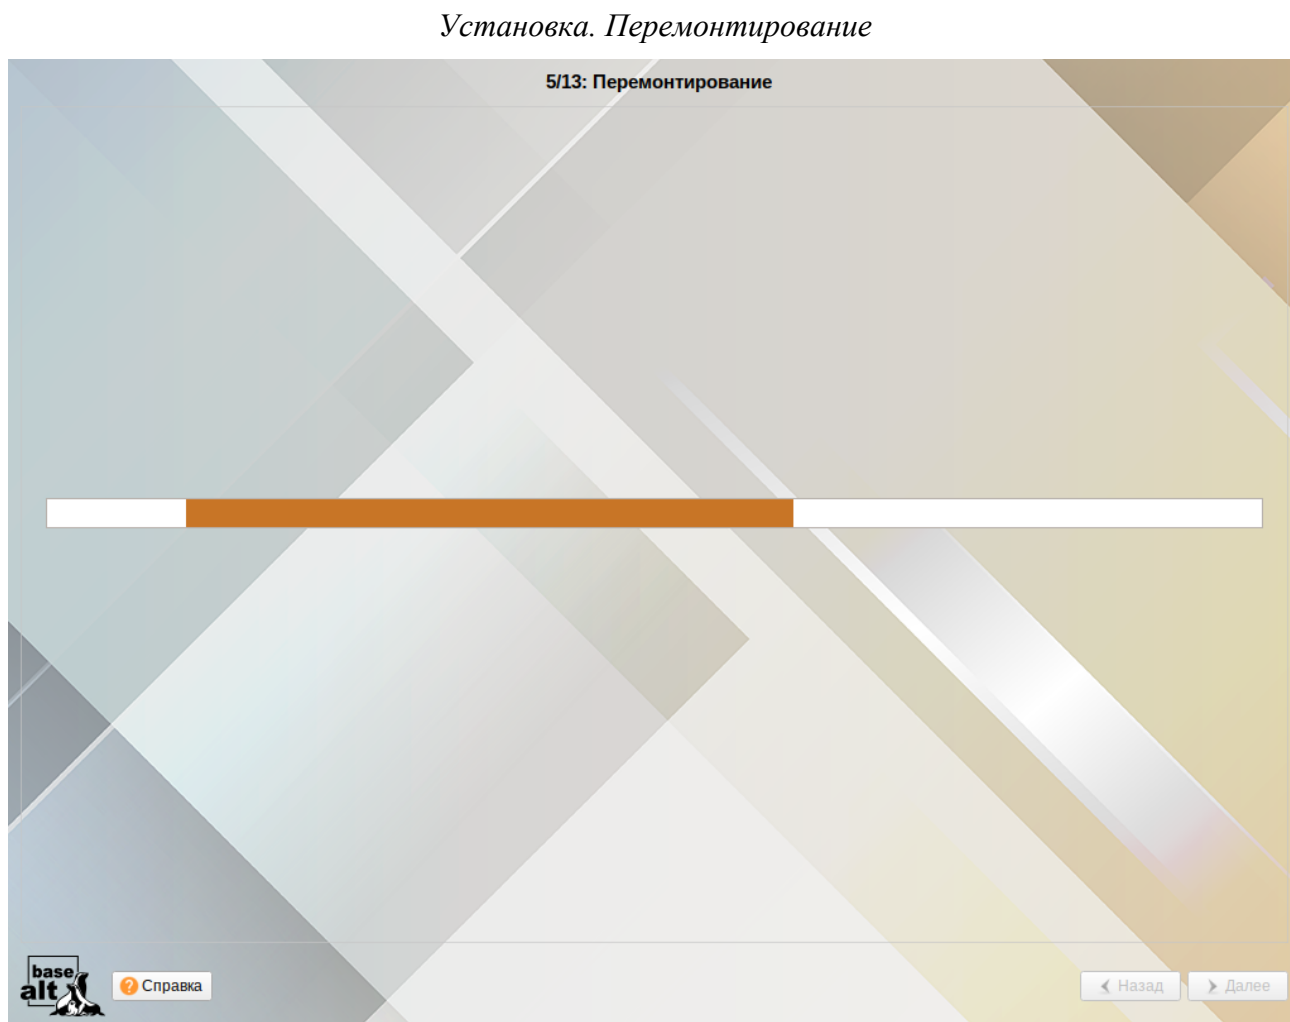 Установка. Перемонтирование
5/13: Перемонтирование
base
alt
? Справка
Назад
Далее